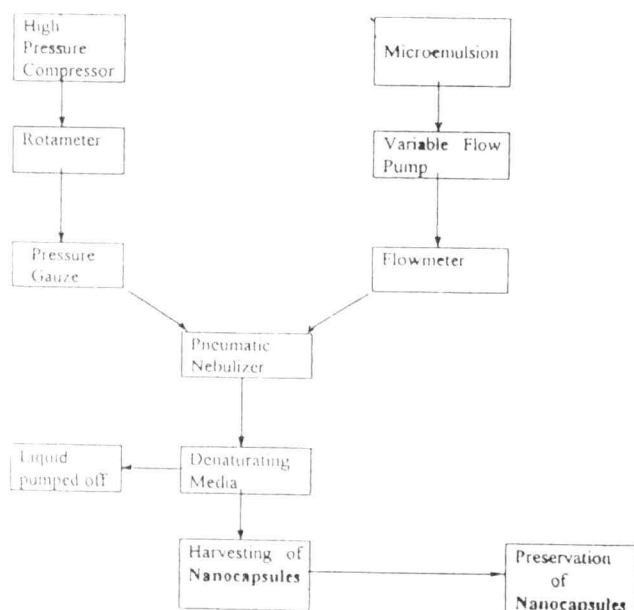 High
Pressure
Compressor
Microemulsion
Rotameter
Variable Flow
Pump
Pressure
Gauze
Flowmeter
Pneumatic
Nebulizer
Liquid
pumped off
Denaturating
Media
Harvesting of
Nanocapsules
Preservation
of
Nanocapsules